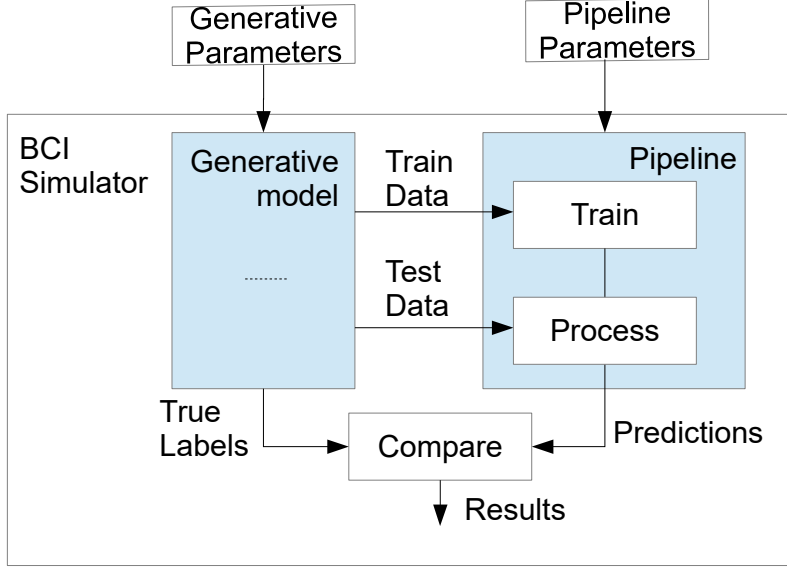 Generative
Parameters
Pipeline
Parameters
BCI
Simulator
Generative
model
Train
Data
Pipeline
Train
Test
Data
Process
True
Labels
Compare
Predictions
Results